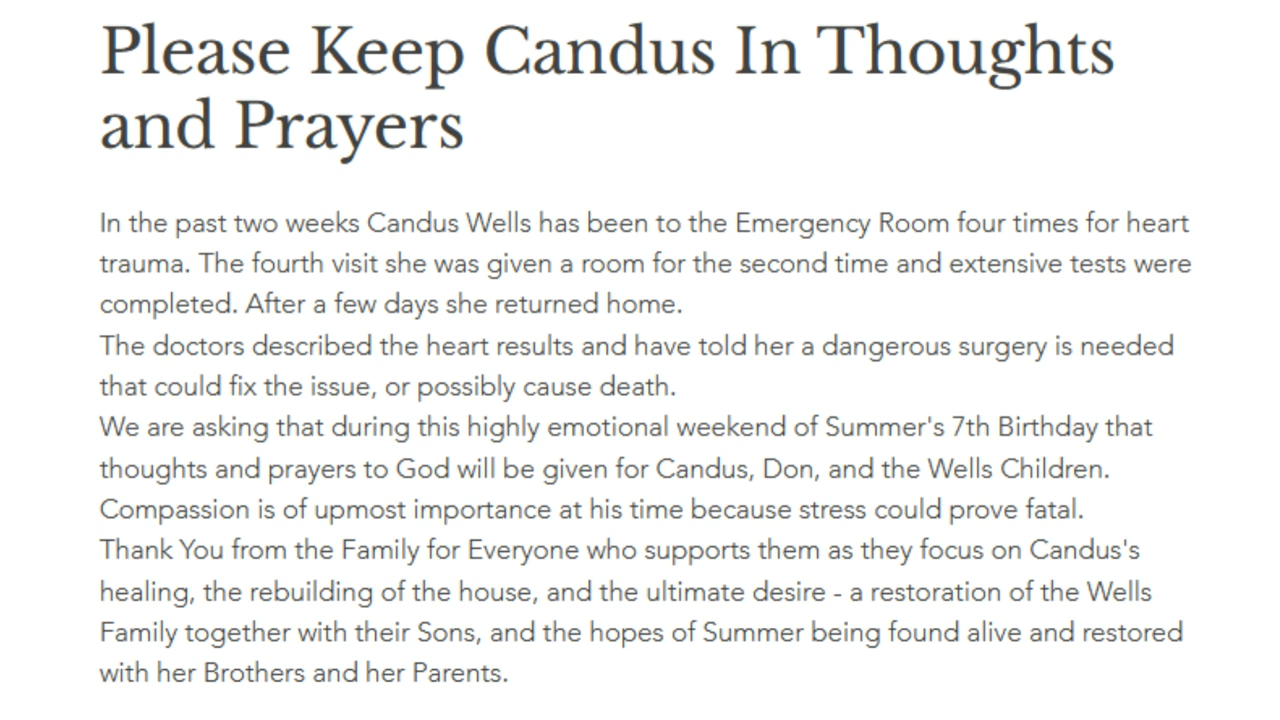 Please Keep Candus In Thoughts
and Prayers
In the past two weeks Candus Wells has been to the Emergency Room four times for heart
trauma. The fourth visit she was given a room for the second time and extensive tests were
completed. After a few days she returned home.
The doctors described the heart results and have told her a dangerous surgery is needed
that could fix the issue, or possibly cause death.
We are asking that during this highly emotional weekend of Summer's 7th Birthday that
thoughts and prayers to God will be given for Candus, Don, and the Wells Children.
Compassion is of upmost importance at his time because stress could prove fatal.
Thank You from the Family for Everyone who supports them as they focus on Candus's
healing, the rebuilding of the house, and the ultimate desire - a restoration of the Wells
Family together with their Sons, and the hopes of Summer being found alive and restored
with her Brothers and her Parents.